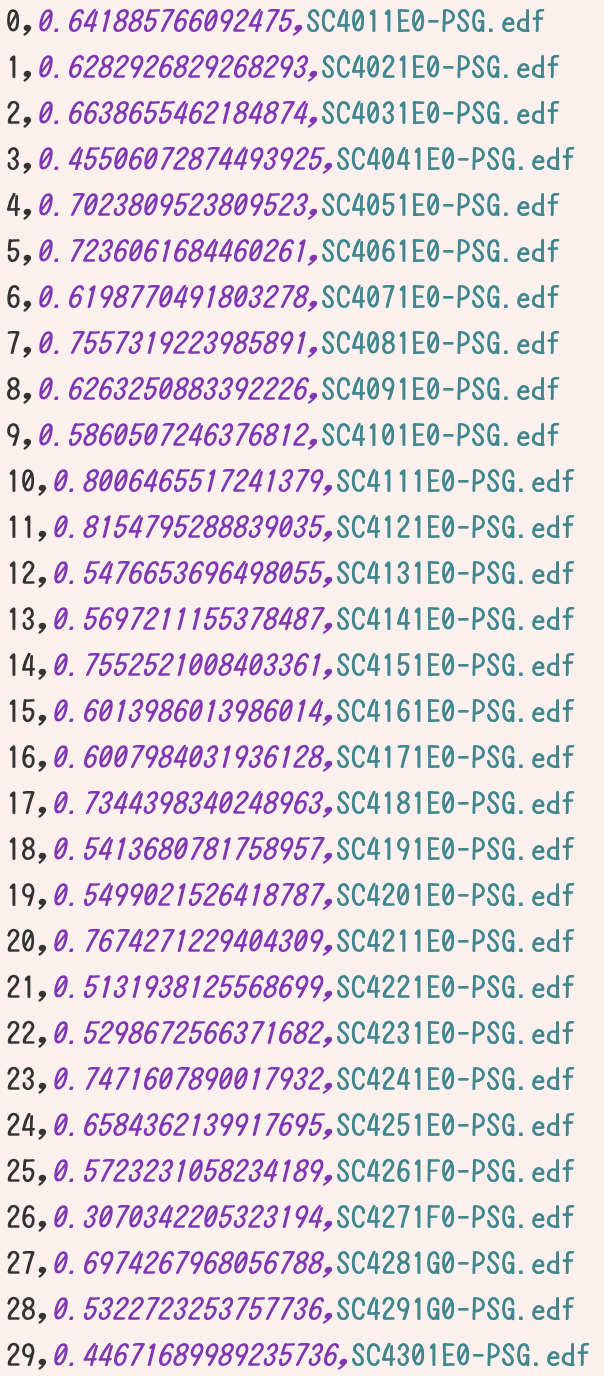 0,0.641885766092475,SC4011E0-PSG.edf
1,0.6282926829268293,SC4021E0-PSG.edf
2,0.6638655462184874,SC4031E0-PSG.edf
3,0.45506072874493925,SC4041E0-PSG.edf
4,0.7023809523809523,SC4051E0-PSG.edf
5,0.7236061684460261,SC4061E0-PSG.edf
6,0.6198770491803278,SC4071E0-PSG.edf
7,0.7557319223985891,SC4081E0-PSG.edf
8,0.6263250883392226,SC4091E0-PSG.edf
9,0.5860507246376812,SC4101E0-PSG.edf
10,0.8006465517241379,SC4111E0-PSG.edf
11,0.8154795288839035,SC4121E0-PSG.edf
12,0.5476653696498055,SC4131E0-PSG.edf
13,0.5697211155378487,SC4141E0-PSG.edf
14,0.7552521008403361,SC4151E0-PSG.edf
15,0.6013986013986014,SC4161E0-PSG.edf
16,0.6007984031936128,SC4171E0-PSG.edf
17,0.7344398340248963,SC4181E0-PSG.edf
18,0.5413680781758957,SC4191E0-PSG.edf
19,0.5499021526418787,SC4201E0-PSG.edf
20,0.7674271229404309,SC4211E0-PSG.edf
21,0.5131938125568699,SC4221E0-PSG.edf
22,0.5298672566371682,SC4231E0-PSG.edf
23,0.7471607890017932,SC4241E0-PSG.edf
24,0.6584362139917695,SC4251E0-PSG.edf
25,0.5723231058234189,SC4261F0-PSG.edf
26,0.3070342205323194,SC4271F0-PSG.edf
27,0.6974267968056788,SC4281G0-PSG.edf
28,0.5322723253757736,SC4291G0-PSG.edf
29,0.44671689989235736,SC4301E0-PSG.edf